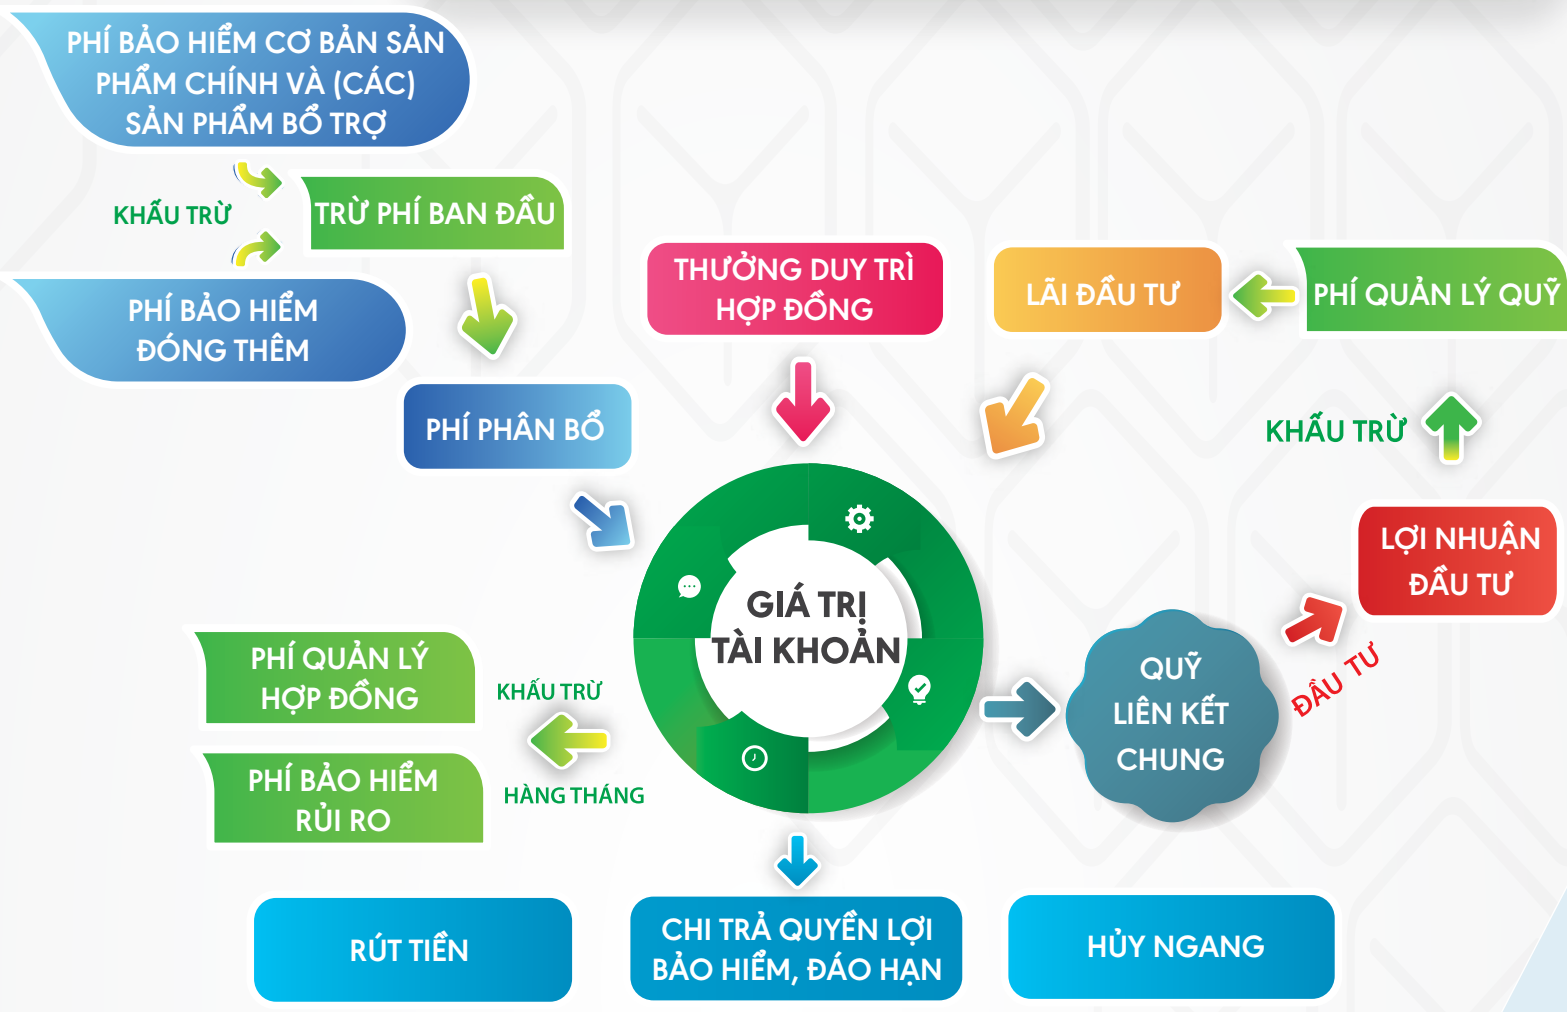 PHÍ BẢO HIỂM CƠ BẢN SẢN
PHẨM CHÍNH VÀ (CÁC)
SẢN PHẨM BỔ TRỢ
KHẤU TRỪ
TRỪ PHÍ BAN ĐẦU
PHÍ BẢO HIỂM
ĐÓNG THÊM
PHÍ PHÂN BỔ
THƯỞNG DUY TRÌ
HỢP ĐỒNG
LÃI ĐẦU TƯ
PHÍ QUẢN LÝ QUỸ
KHẤU TRỪ
LỢI NHUẬN
ĐẦU TƯ
ĐẦU TƯ
GIÁ TRỊ
TÀI KHOẢN
QUỸ
LIÊN KẾT
CHUNG
PHÍ QUẢN LÝ
HỢP ĐỒNG
KHẤU TRỪ
HÀNG THÁNG
PHÍ BẢO HIỂM
RỦI RO
RÚT TIỀN
CHI TRẢ QUYỀN LỢI
BẢO HIỂM, ĐÁO HẠN
HỦY NGANG